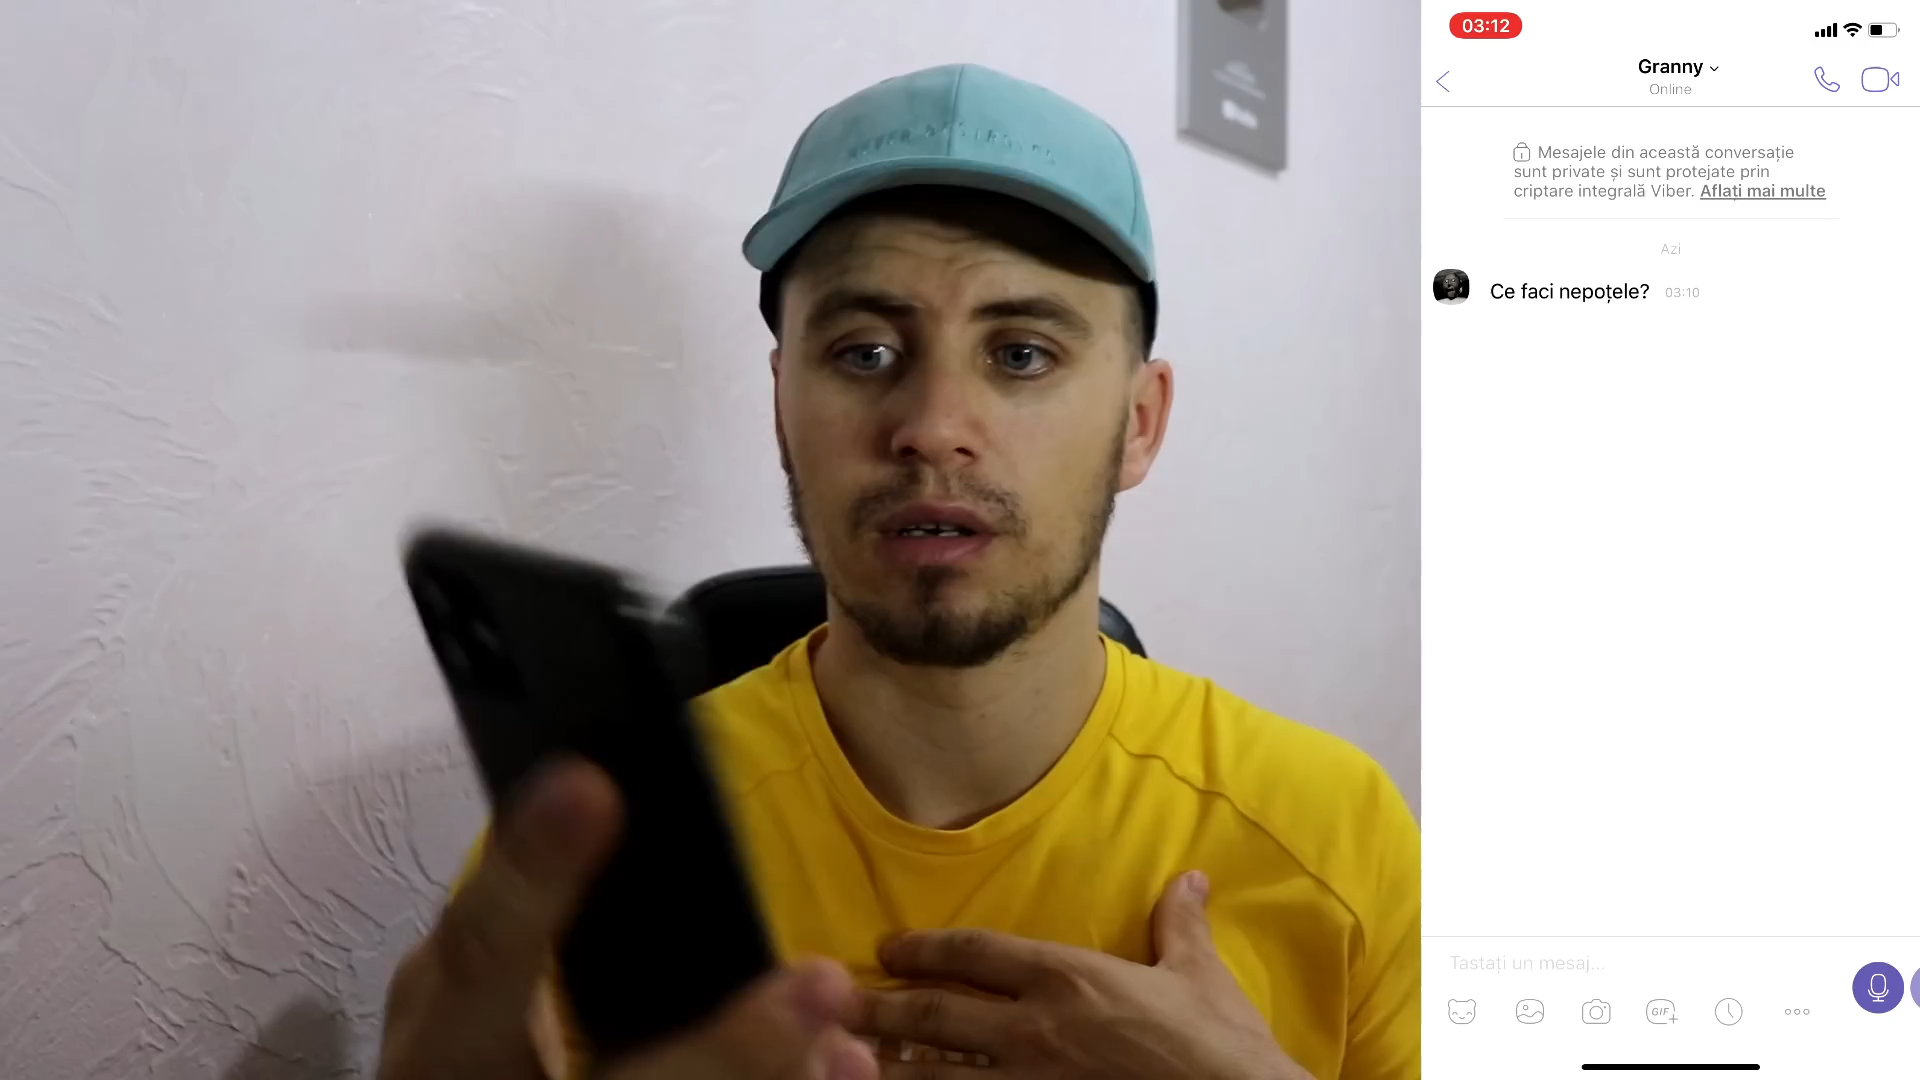 03:12
Granny
Online
Mesajele din această conversație
sunt private și sunt protejate prin
criptare integrală Viber. Aflați mai multe
Azi
Ce faci nepoțele? 03:10
Tastați un mesaj...
GIF